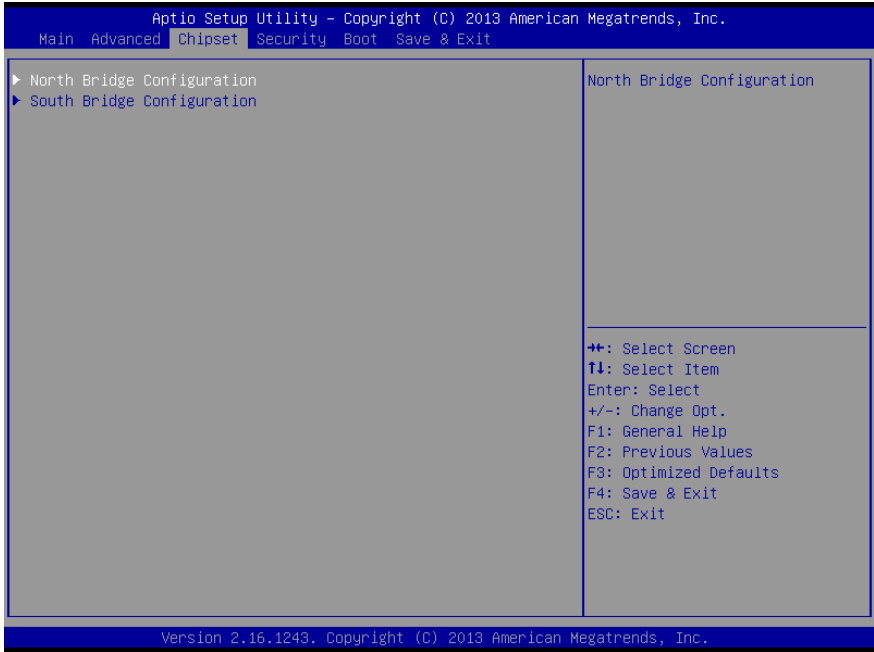 Aptio Setup Utility – Copyright (C) 2013 American Megatrends, Inc.
Main Advanced Chipset Security Boot Save & Exit
North Bridge Configuration
South Bridge Configuration
North Bridge Configuration
→←: Select Screen
↑↓: Select Item
Enter: Select
+/-: Change Opt.
F1: General Help
F2: Previous Values
F3: Optimized Defaults
F4: Save & Exit
ESC: Exit
Version 2.16.1243. Copyright (C) 2013 American Megatrends, Inc.